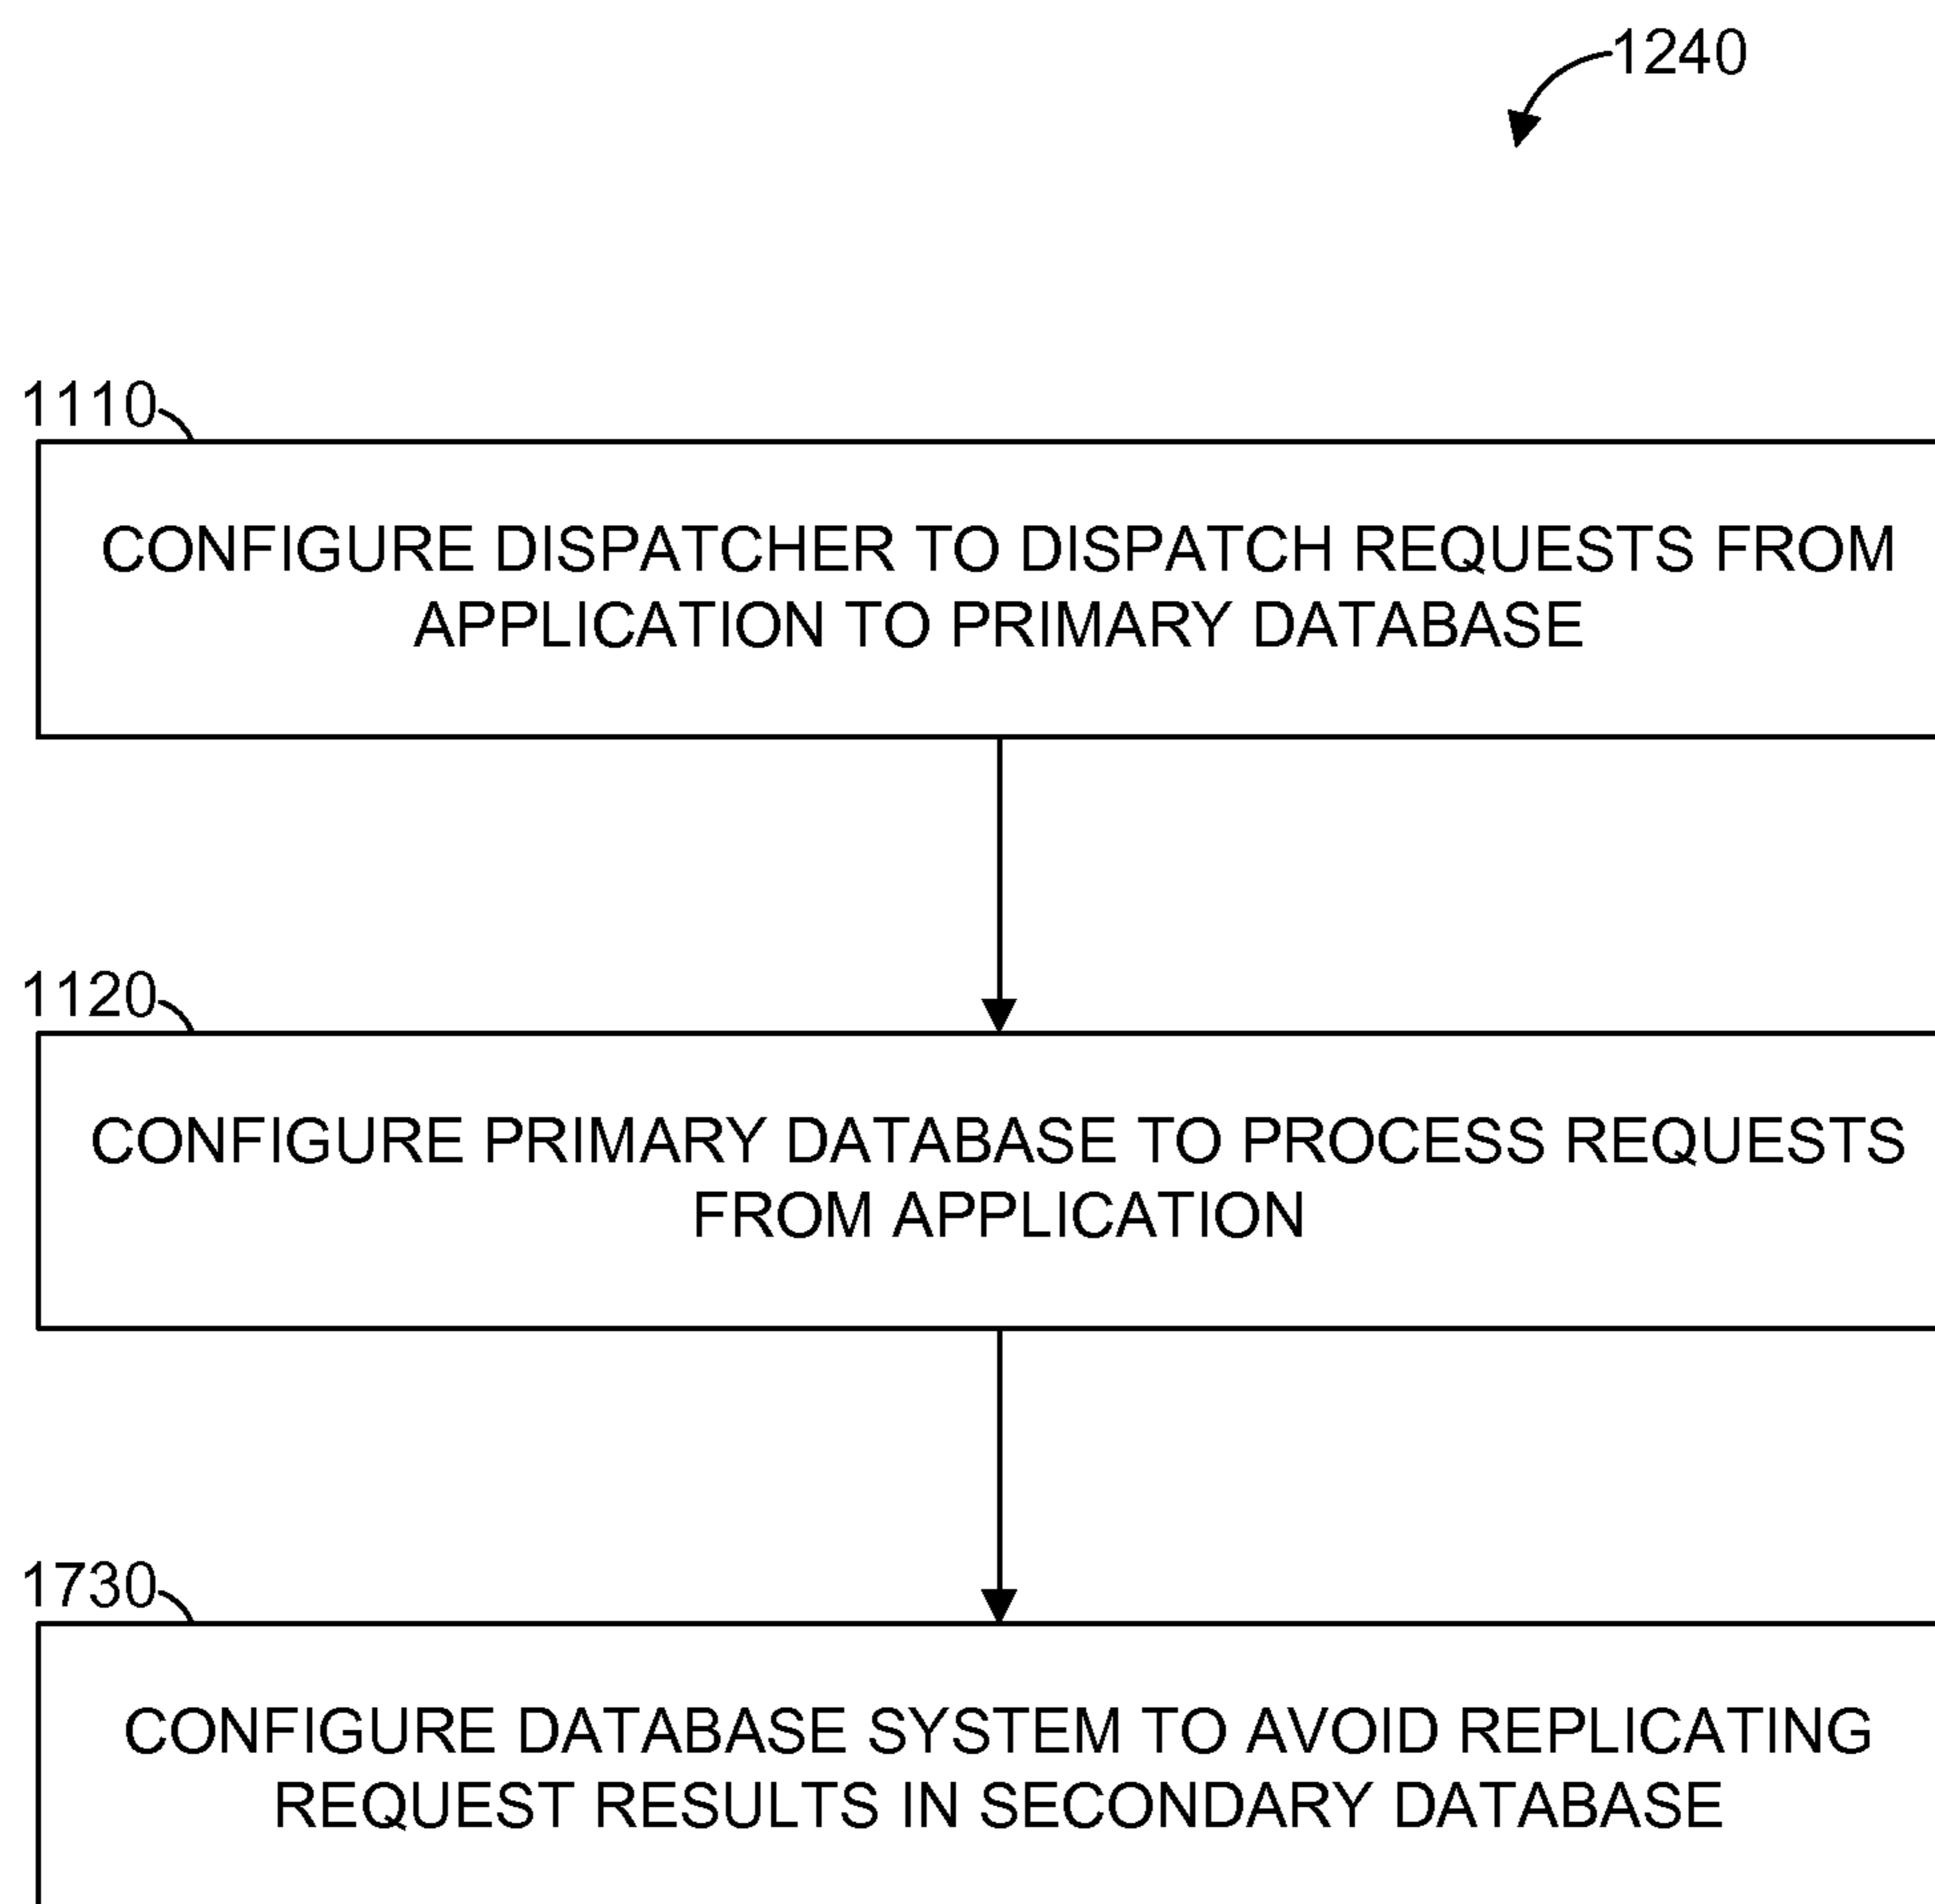 1240
1110
CONFIGURE DISPATCHER TO DISPATCH REQUESTS FROM
APPLICATION TO PRIMARY DATABASE
1120
CONFIGURE PRIMARY DATABASE TO PROCESS REQUESTS
FROM APPLICATION
1730
CONFIGURE DATABASE SYSTEM TO AVOID REPLICATING
REQUEST RESULTS IN SECONDARY DATABASE